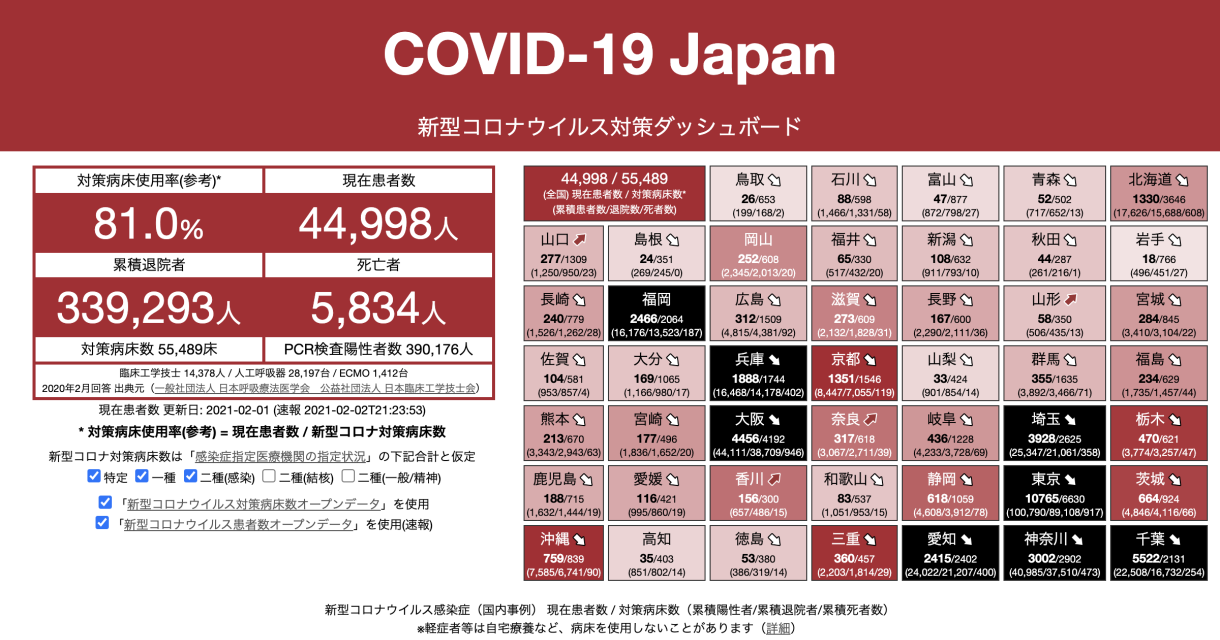 COVID-19 Japan
新型コロナウイルス対策ダッシュボード
対策病床使用率(参考)*
現在患者数
81.0%
44,998人
累積退院者
死亡者
339,293人
5,834人
対策病床数 55,489床
PCR検査陽性者数 390,176人
臨床工学技士 14,378人 / 人工呼吸器 28,197台 / ECMO 1,412台
2020年2月回答 出典元（一般社団法人 日本呼吸療法医学会　公益社団法人 日本臨床工学技士会）
現在患者数 更新日: 2021-02-01 (速報 2021-02-02T21:23:53)
* 対策病床使用率(参考) = 現在患者数 / 新型コロナ対策病床数
新型コロナ対策病床数は「感染症指定医療機関の指定状況」の下記合計と仮定
特定 一種 二種(感染) 二種(結核) 二種(一般/精神)
「新型コロナウイルス対策病床数オープンデータ」を使用
「新型コロナウイルス患者数オープンデータ」を使用(速報)
44,998 / 55,489
(全国) 現在患者数 / 対策病床数*
(累積患者数/退院数/死者数)
鳥取
26/653
(199/168/2)
石川
88/598
(1,466/1,331/58)
富山
47/877
(872/798/27)
青森
52/502
(717/652/13)
北海道
1330/3646
(17,626/15,688/608)
山口
277/1309
(1,250/950/23)
島根
24/351
(269/245/0)
岡山
252/608
(2,345/2,013/20)
福井
65/330
(517/432/20)
新潟
108/632
(911/793/10)
秋田
44/287
(261/216/1)
岩手
18/766
(496/451/27)
長崎
240/779
(1,526/1,262/28)
福岡
2466/2064
(16,176/13,523/187)
広島
312/1509
(4,815/4,381/92)
滋賀
273/609
(2,132/1,828/31)
長野
167/600
(2,290/2,111/36)
山形
58/350
(506/435/13)
宮城
284/845
(3,410/3,104/22)
佐賀
104/581
(953/857/4)
大分
169/1065
(1,166/980/17)
兵庫
1888/1744
(16,468/14,178/402)
京都
1351/1546
(8,447/7,055/119)
山梨
33/424
(901/854/14)
群馬
355/1635
(3,892/3,466/71)
福島
234/629
(1,735/1,457/44)
熊本
213/670
(3,343/2,943/63)
宮崎
177/496
(1,836/1,652/20)
大阪
4456/4192
(44,111/38,709/946)
奈良
317/618
(3,067/2,711/39)
岐阜
436/1228
(4,233/3,728/69)
埼玉
3928/2625
(25,347/21,061/358)
栃木
470/621
(3,774/3,257/47)
鹿児島
188/715
(1,632/1,444/19)
愛媛
116/421
(995/860/19)
香川
156/300
(657/486/15)
和歌山
83/537
(1,051/953/15)
静岡
618/1059
(4,608/3,912/78)
東京
10765/6630
(100,790/89,108/917)
茨城
664/924
(4,846/4,116/66)
沖縄
759/839
(7,585/6,741/90)
高知
35/403
(851/802/14)
徳島
53/380
(386/319/14)
三重
360/457
(2,203/1,814/29)
愛知
2415/2402
(24,022/21,207/400)
神奈川
3002/2902
(40,985/37,510/473)
千葉
5522/2131
(22,508/16,732/254)
新型コロナウイルス感染症（国内事例） 現在患者数 / 対策病床数（累積陽性者/累積退院者/累積死者数）
※軽症者等は自宅療養など、病床を使用しないことがあります（詳細）